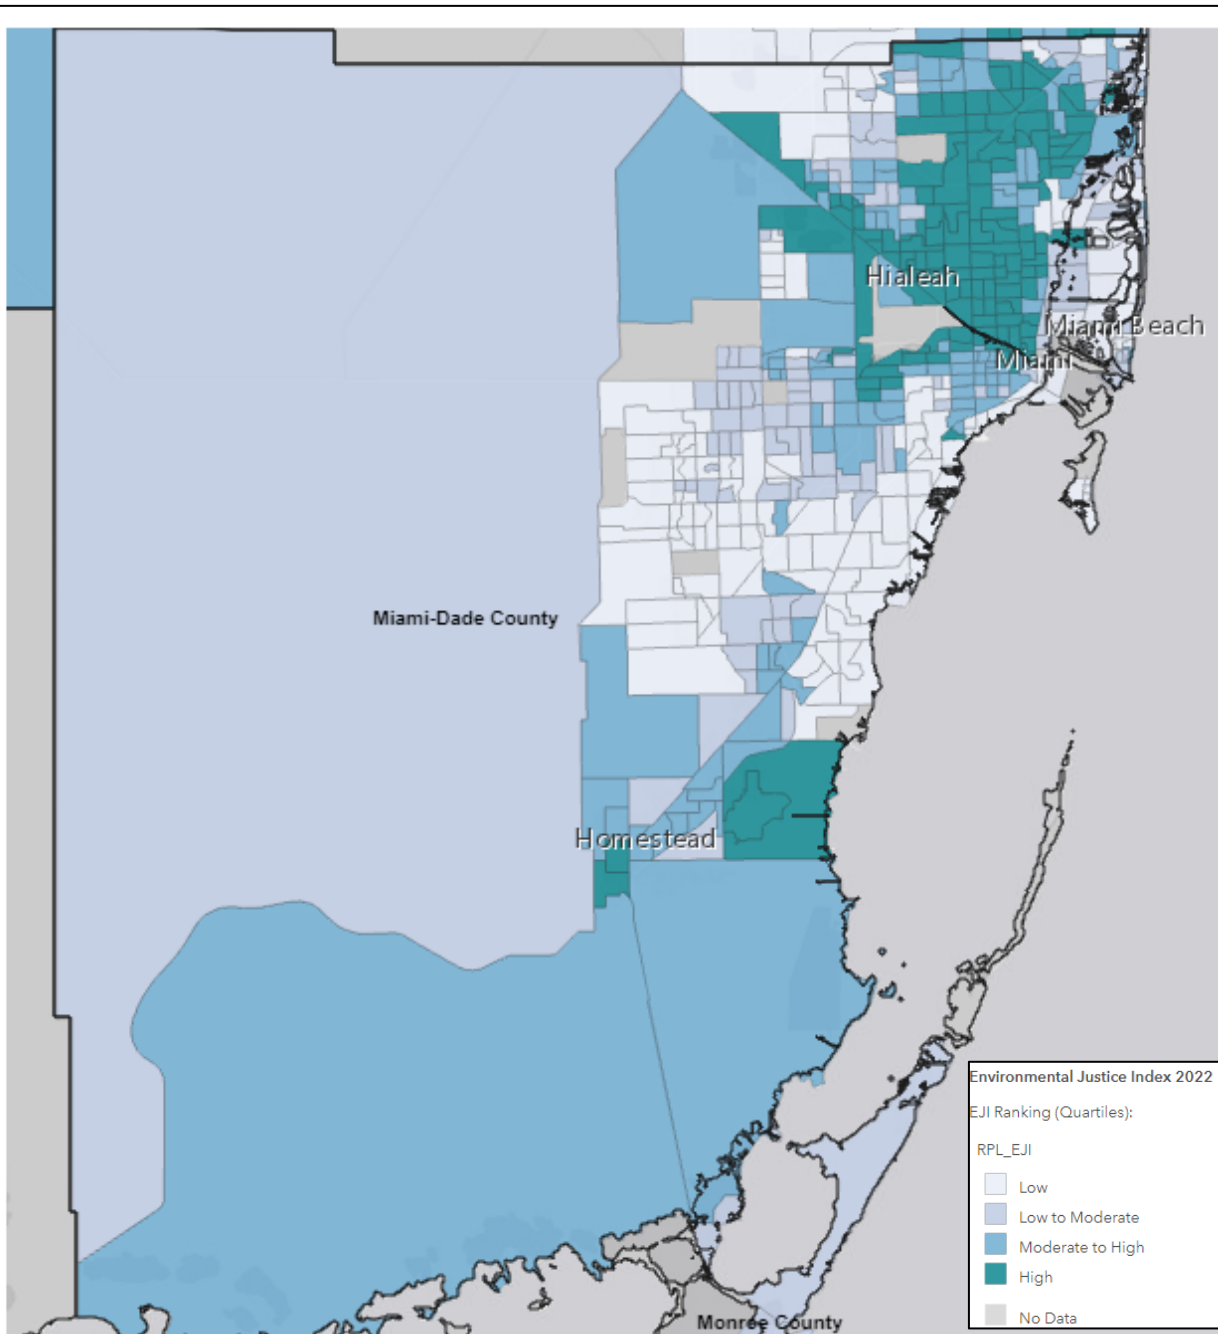 Hialeah
Miami Beach
Miami
Miami-Dade County
Homestead
Environmental Justice Index 2022
EJI Ranking (Quartiles):
RPL_EJI
Low
Low to Moderate
Moderate to High
High
No Data
Monroe County